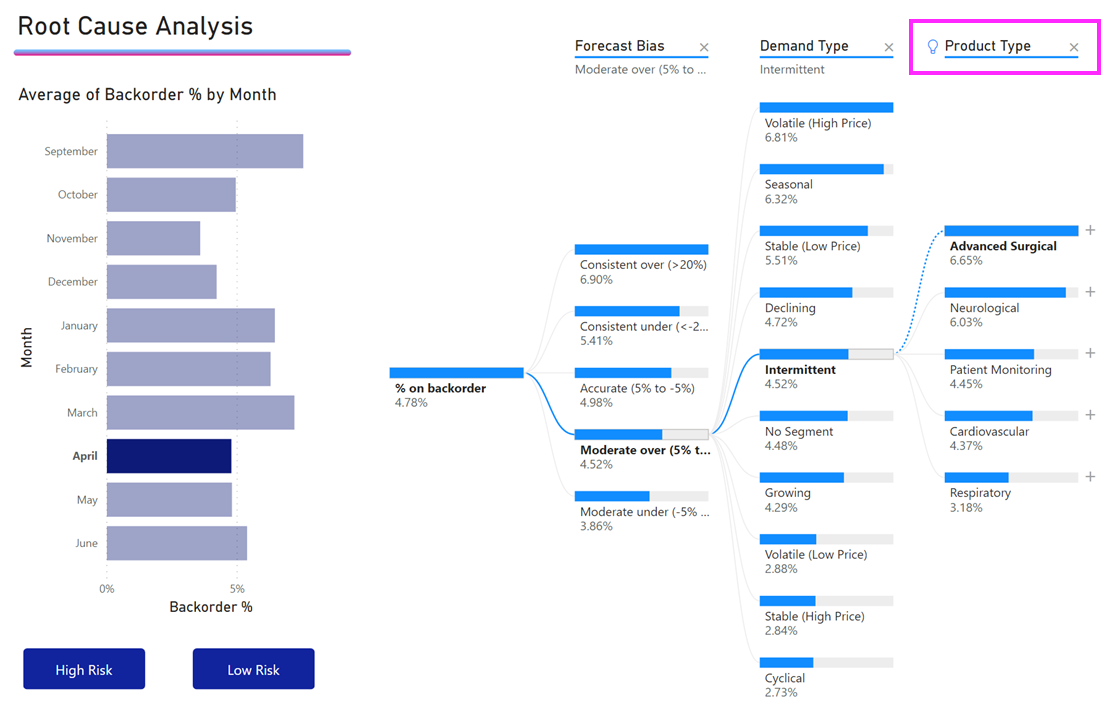 Root Cause Analysis
Average of Backorder % by Month
Month
September
October
November
December
January
February
March
April
May
June
0%
5%
Backorder %
High Risk
Low Risk
% on backorder
4.78%
Forecast Bias
Moderate over (5% to ...
Consistent over (>20%)
6.90%
Consistent under (<-2...
5.41%
Accurate (5% to -5%)
4.98%
Moderate over (5% t...
4.52%
Moderate under (-5% ...
3.86%
Demand Type
Intermittent
Volatile (High Price)
6.81%
Seasonal
6.32%
Stable (Low Price)
5.51%
Declining
4.72%
Intermittent
4.52%
No Segment
4.48%
Growing
4.29%
Volatile (Low Price)
2.88%
Stable (High Price)
2.84%
Cyclical
2.73%
Product Type
Advanced Surgical
6.65%
Neurological
6.03%
Patient Monitoring
4.45%
Cardiovascular
4.37%
Respiratory
3.18%